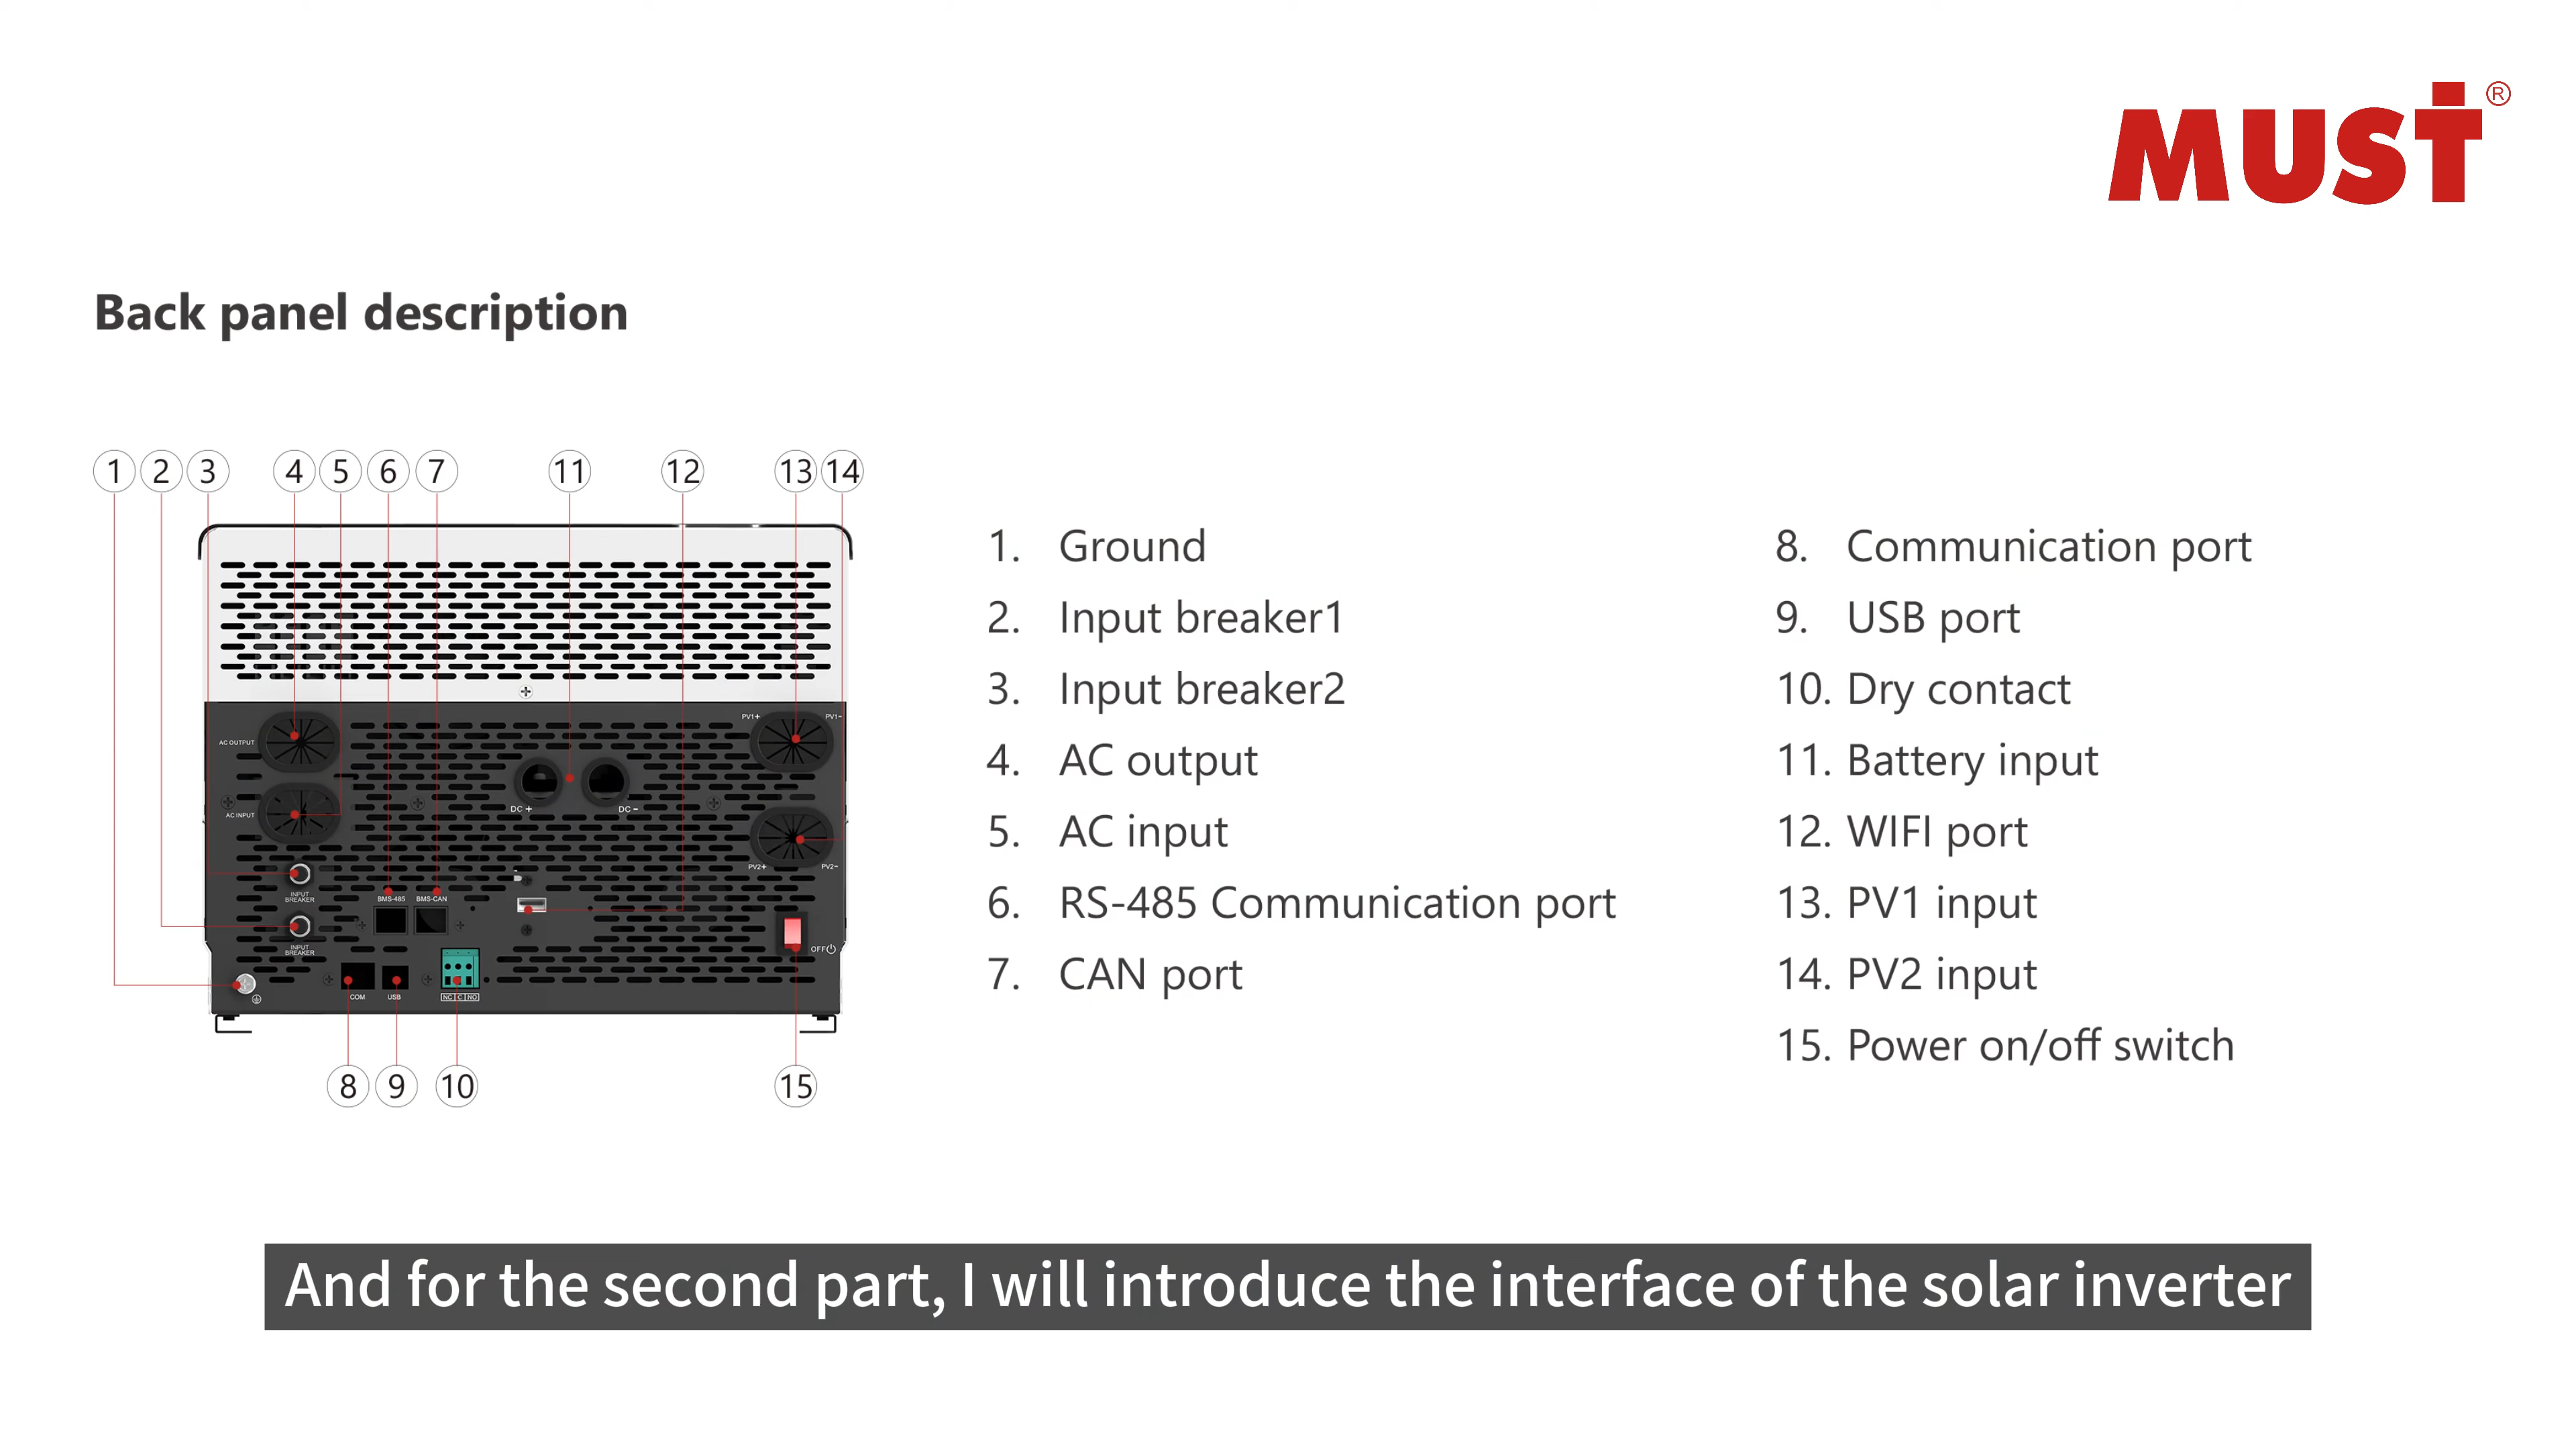 MUST®
Back panel description
1 2 3 4 5 6 7 11 12 13 14
PV1+ PV1-
AC OUTPUT
DC + DC -
AC INPUT
PV2+ PV2-
INPUT
BREAKER
BMS-485 BMS-CAN
INPUT
BREAKER
OFF
COM USB NC C NO
8 9 10 15
1. Ground
2. Input breaker1
3. Input breaker2
4. AC output
5. AC input
6. RS-485 Communication port
7. CAN port
8. Communication port
9. USB port
10. Dry contact
11. Battery input
12. WIFI port
13. PV1 input
14. PV2 input
15. Power on/off switch
And for the second part, I will introduce the interface of the solar inverter